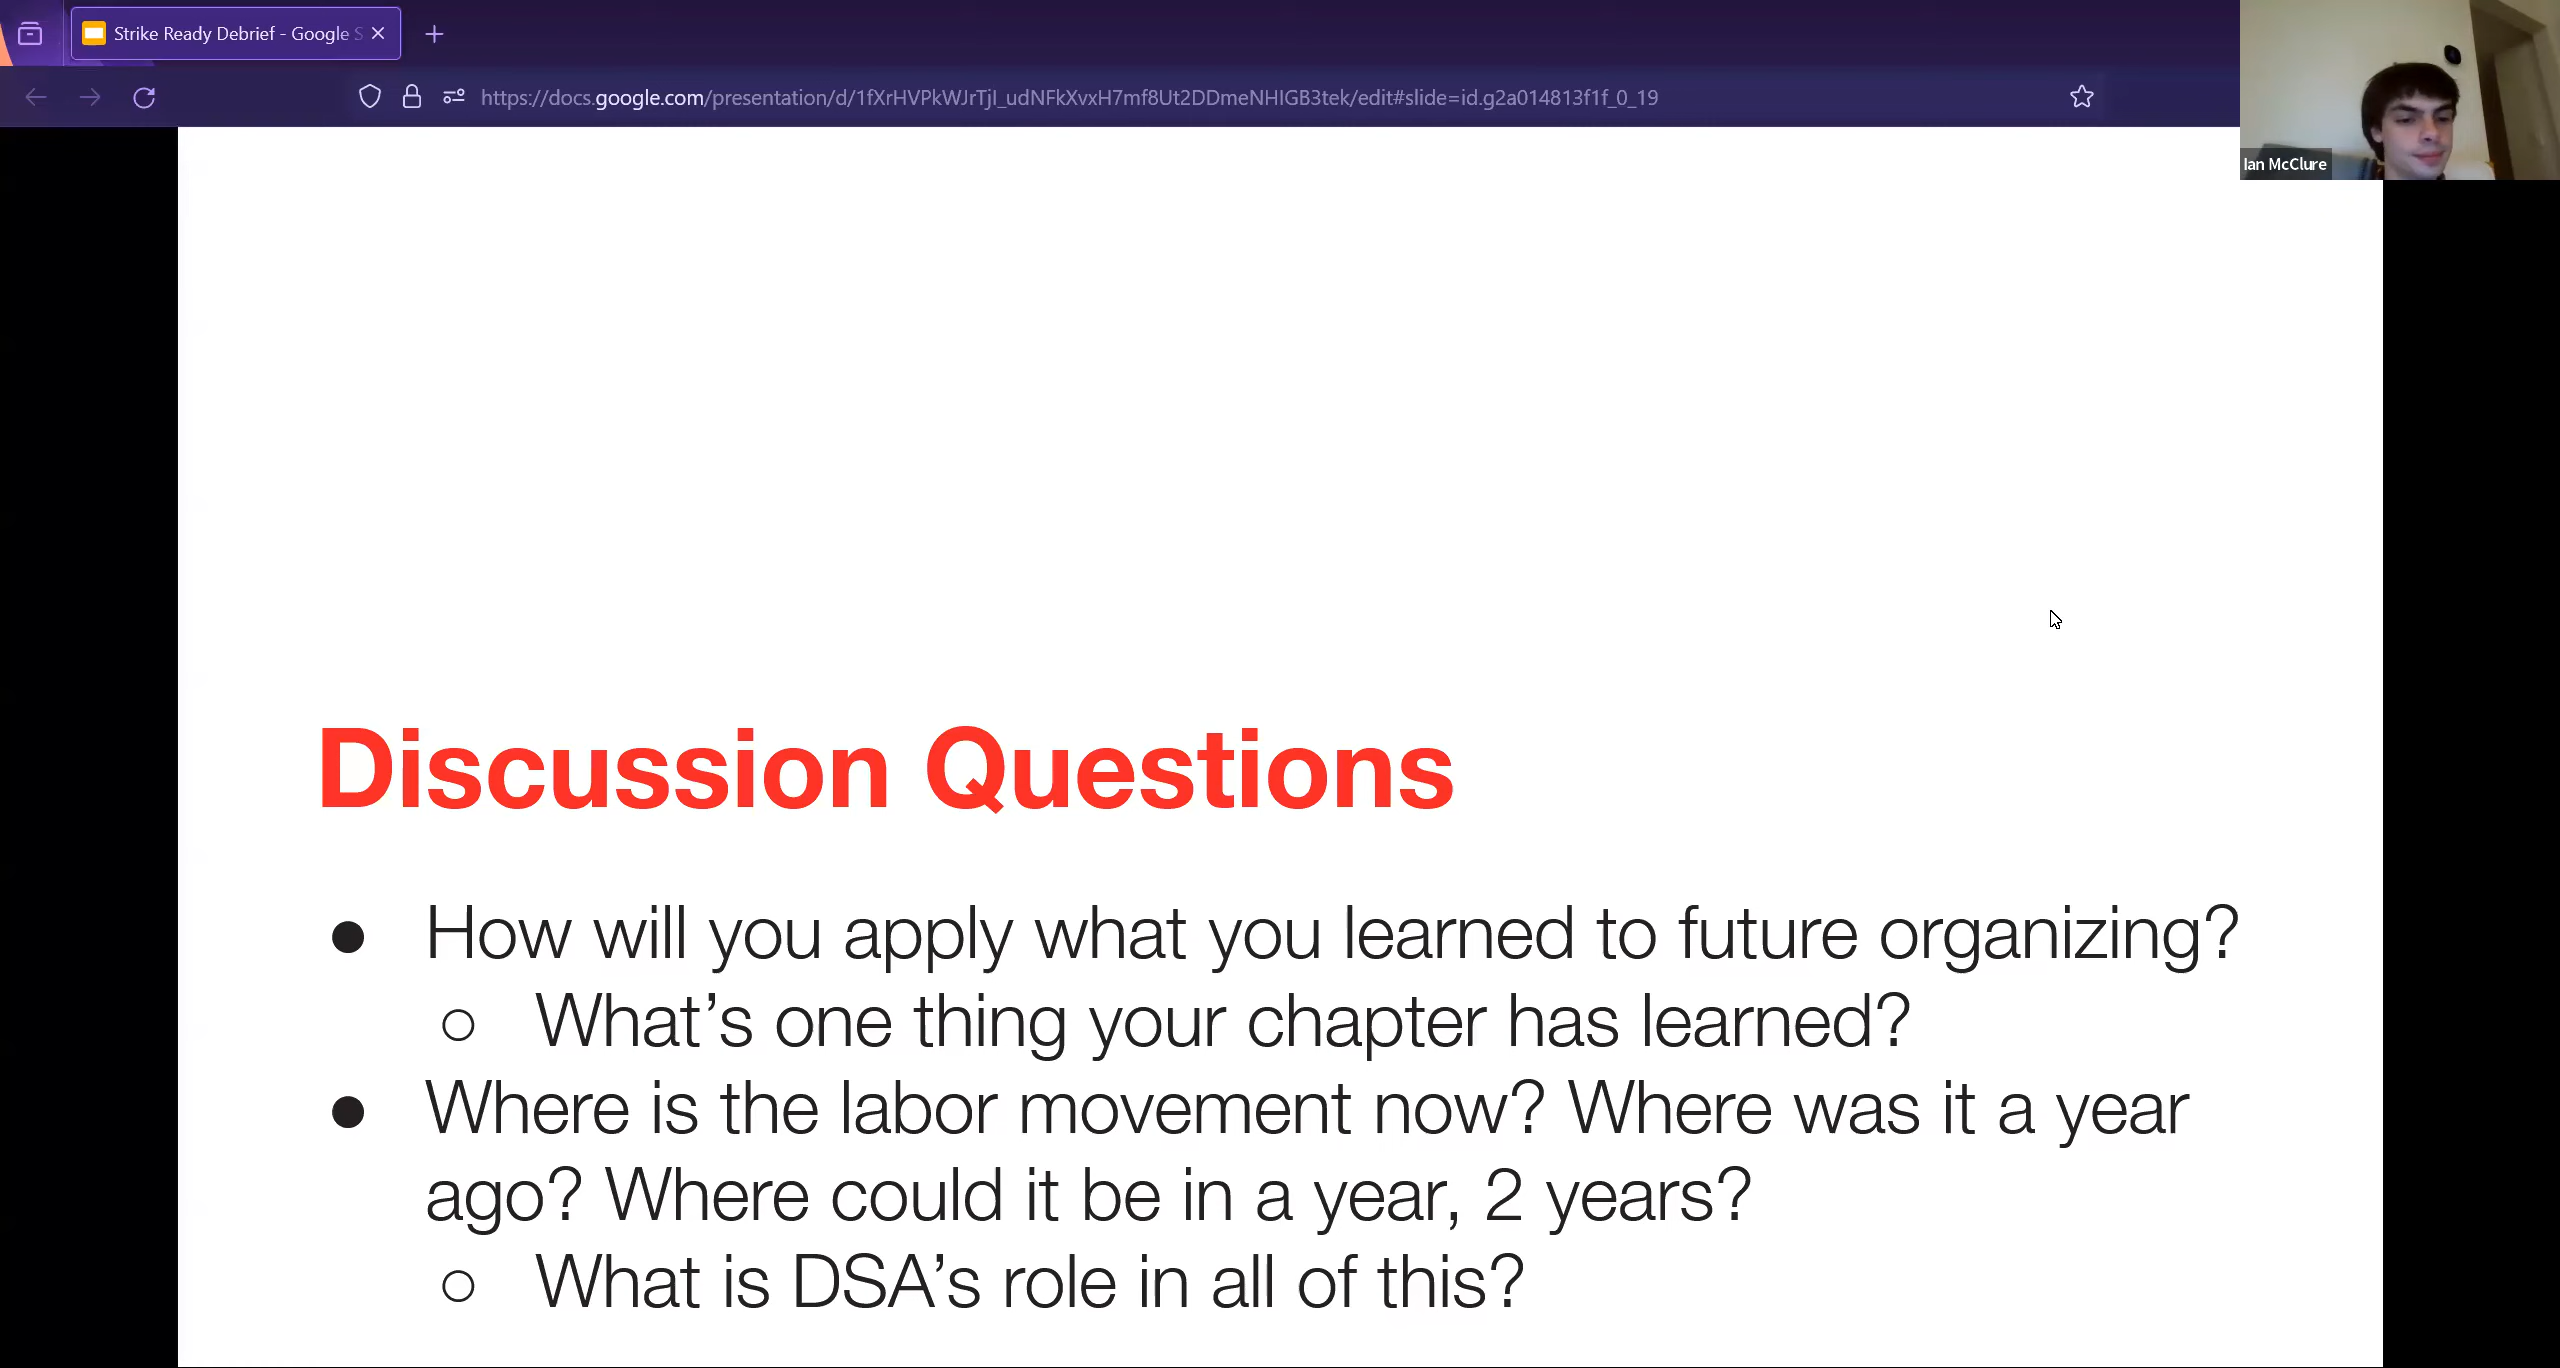 Strike Ready Debrief - Google S
https://docs.google.com/presentation/d/1fXrHVPkWJrTjI_udNFkXvxH7mf8Ut2DDmeNHIGB3tek/edit#slide=id.g2a014813f1f_0_19
Ian McClure
Discussion Questions
● How will you apply what you learned to future organizing?
○ What’s one thing your chapter has learned?
● Where is the labor movement now? Where was it a year
ago? Where could it be in a year, 2 years?
○ What is DSA’s role in all of this?